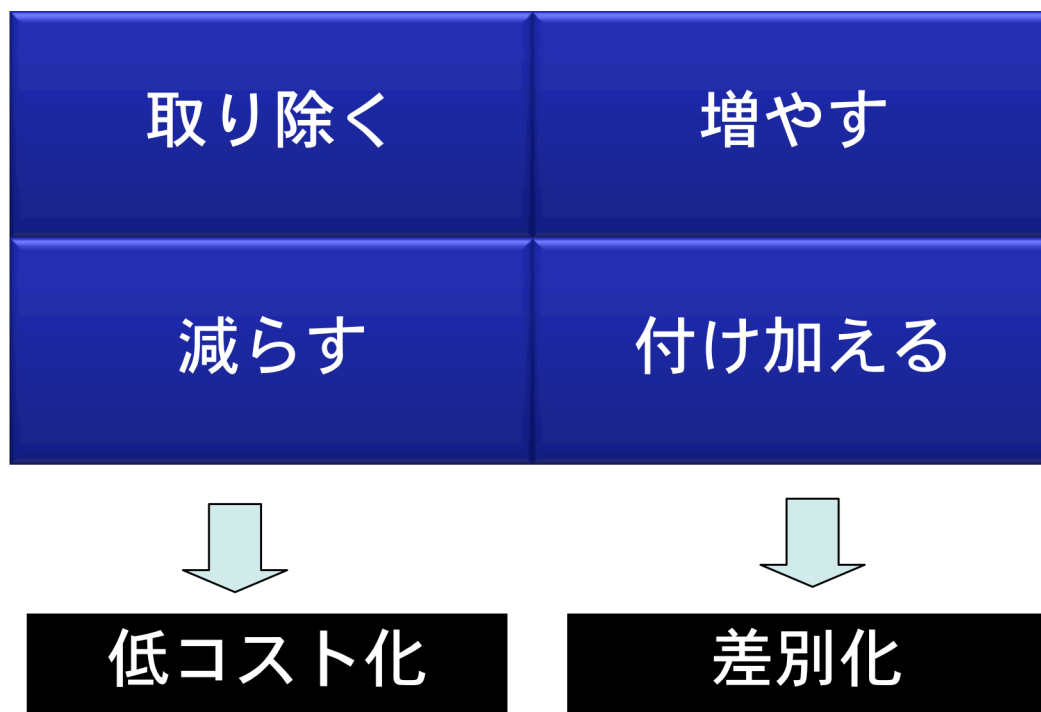 取り除く
増やす
減らす
付け加える
低コスト化
差別化